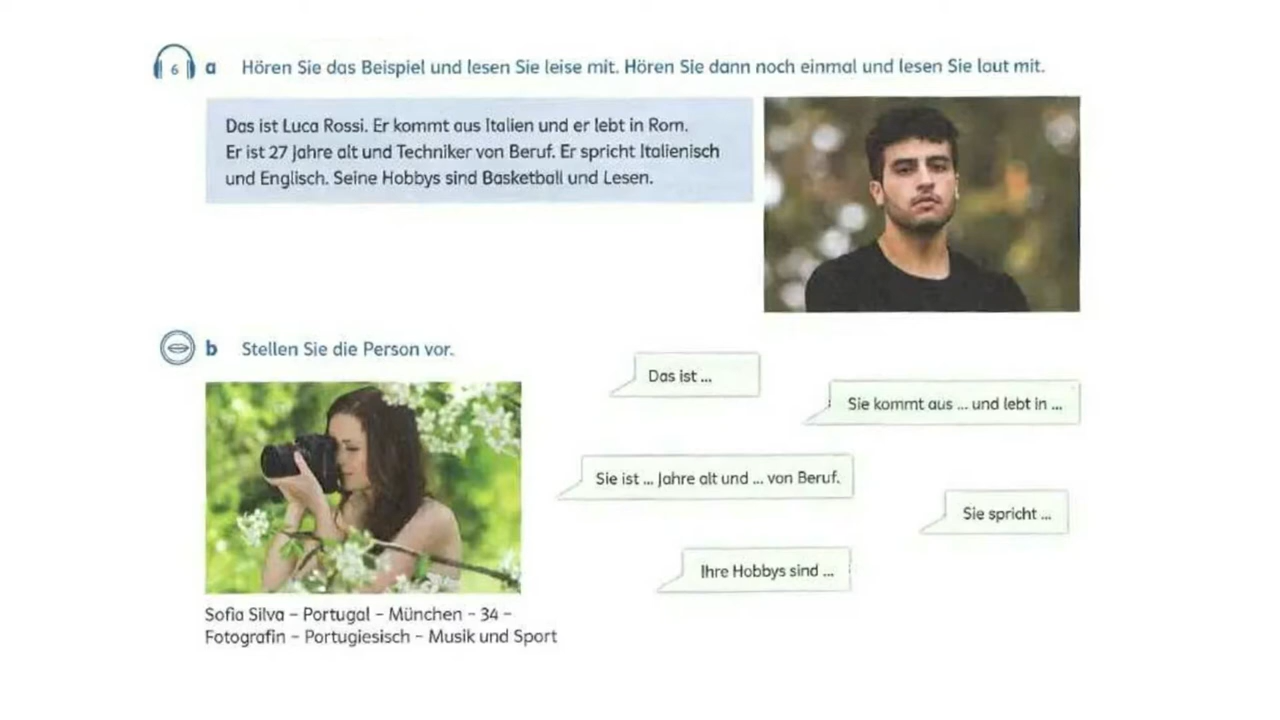 6 a Hören Sie das Beispiel und lesen Sie leise mit. Hören Sie dann noch einmal und lesen Sie laut mit.
Das ist Luca Rossi. Er kommt aus Italien und er lebt in Rom.
Er ist 27 Jahre alt und Techniker von Beruf. Er spricht Italienisch
und Englisch. Seine Hobbys sind Basketball und Lesen.
b Stellen Sie die Person vor.
Das ist ...
Sie kommt aus ... und lebt in ...
Sie ist ... Jahre alt und ... von Beruf.
Sie spricht ...
Ihre Hobbys sind ...
Sofia Silva – Portugal – München – 34 –
Fotografin – Portugiesisch – Musik und Sport